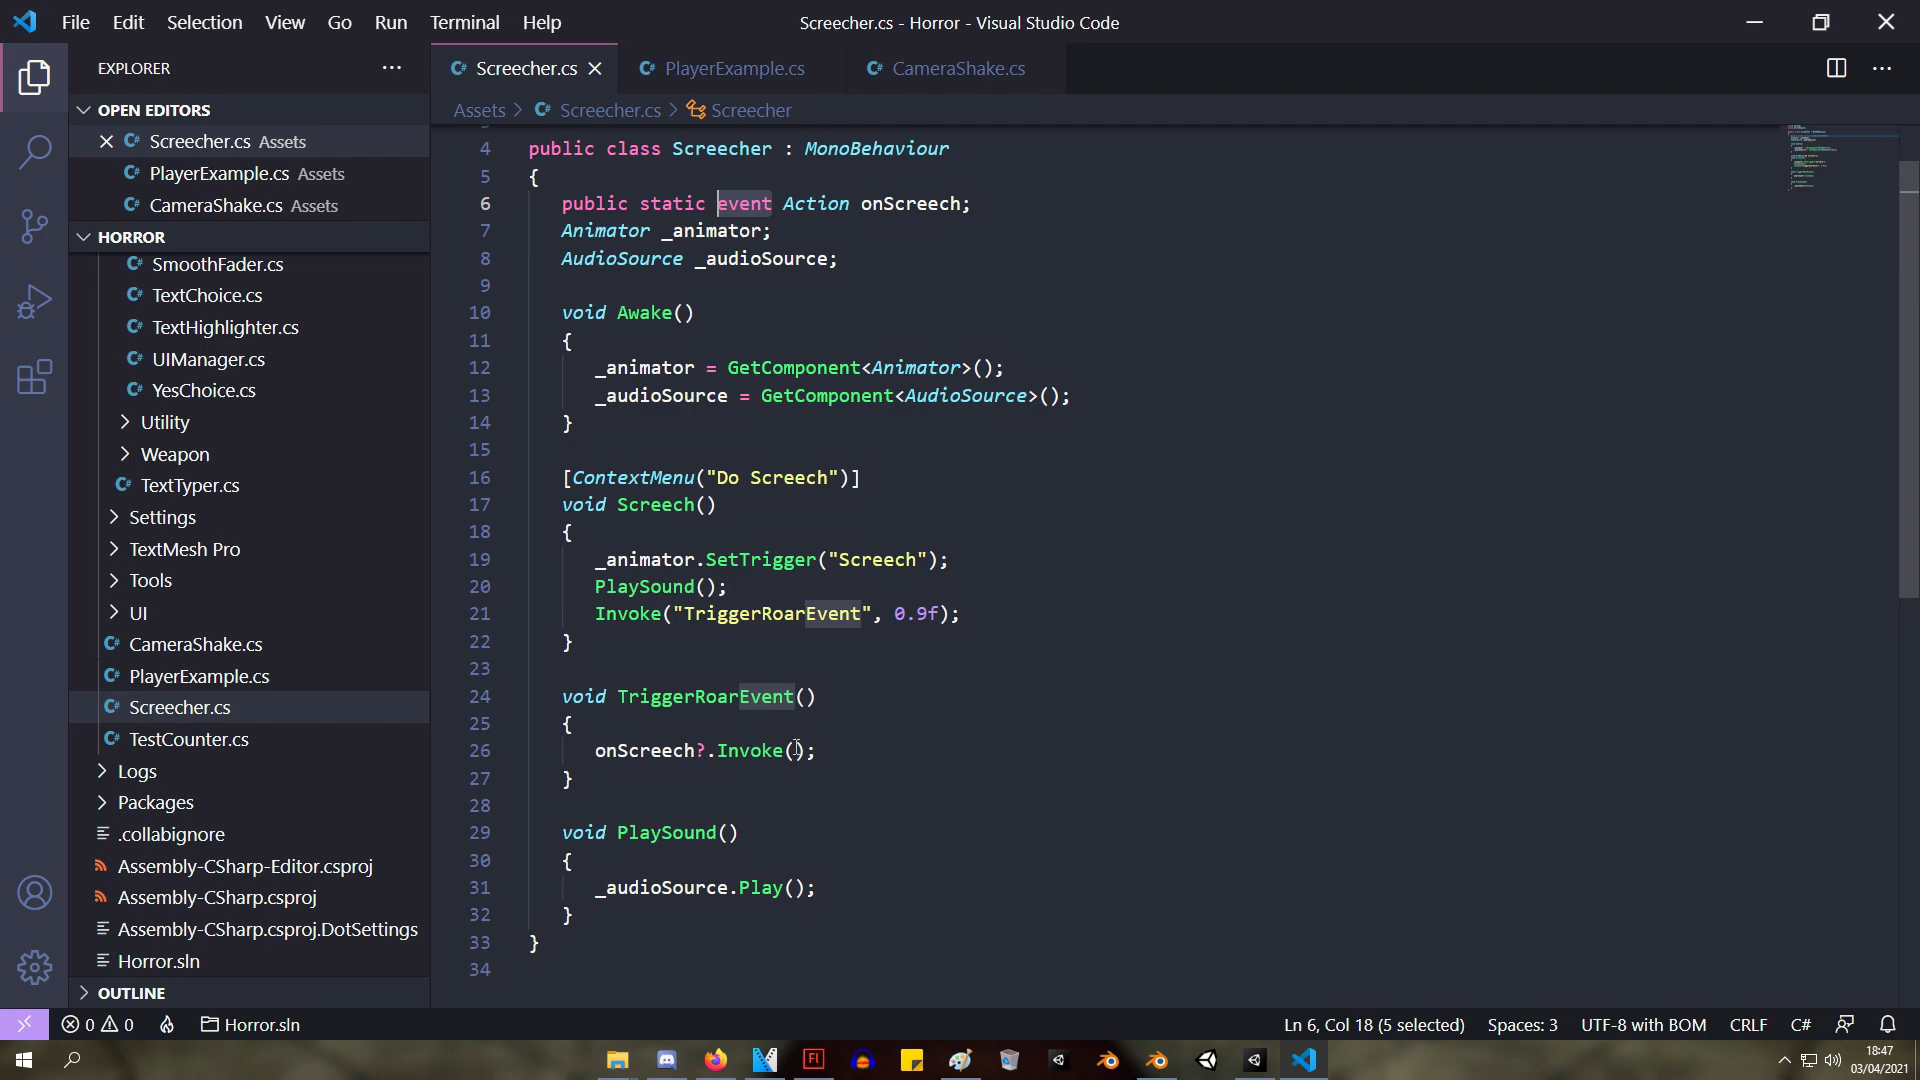 File Edit Selection View Go Run Terminal Help
Screecher.cs - Horror - Visual Studio Code
EXPLORER
OPEN EDITORS
Screecher.cs Assets
PlayerExample.cs Assets
CameraShake.cs Assets
HORROR
SmoothFader.cs
TextChoice.cs
TextHighlighter.cs
UIManager.cs
YesChoice.cs
Utility
Weapon
TextTyper.cs
Settings
TextMesh Pro
Tools
UI
CameraShake.cs
PlayerExample.cs
Screecher.cs
TestCounter.cs
Logs
Packages
.collabignore
Assembly-CSharp-Editor.csproj
Assembly-CSharp.csproj
Assembly-CSharp.csproj.DotSettings
Horror.sln
OUTLINE
Screecher.cs PlayerExample.cs CameraShake.cs
Assets > Screecher.cs > Screecher
4 public class Screecher : MonoBehaviour
5 {
6 public static event Action onScreech;
7 Animator _animator;
8 AudioSource _audioSource;
9
10 void Awake()
11 {
12 _animator = GetComponent<Animator>();
13 _audioSource = GetComponent<AudioSource>();
14 }
15
16 [ContextMenu("Do Screech")]
17 void Screech()
18 {
19 _animator.SetTrigger("Screech");
20 PlaySound();
21 Invoke("TriggerRoarEvent", 0.9f);
22 }
23
24 void TriggerRoarEvent()
25 {
26 onScreech?.Invoke();
27 }
28
29 void PlaySound()
30 {
31 _audioSource.Play();
32 }
33 }
34
0 0 Horror.sln
Ln 6, Col 18 (5 selected) Spaces: 3 UTF-8 with BOM CRLF C#
18:47
03/04/2021